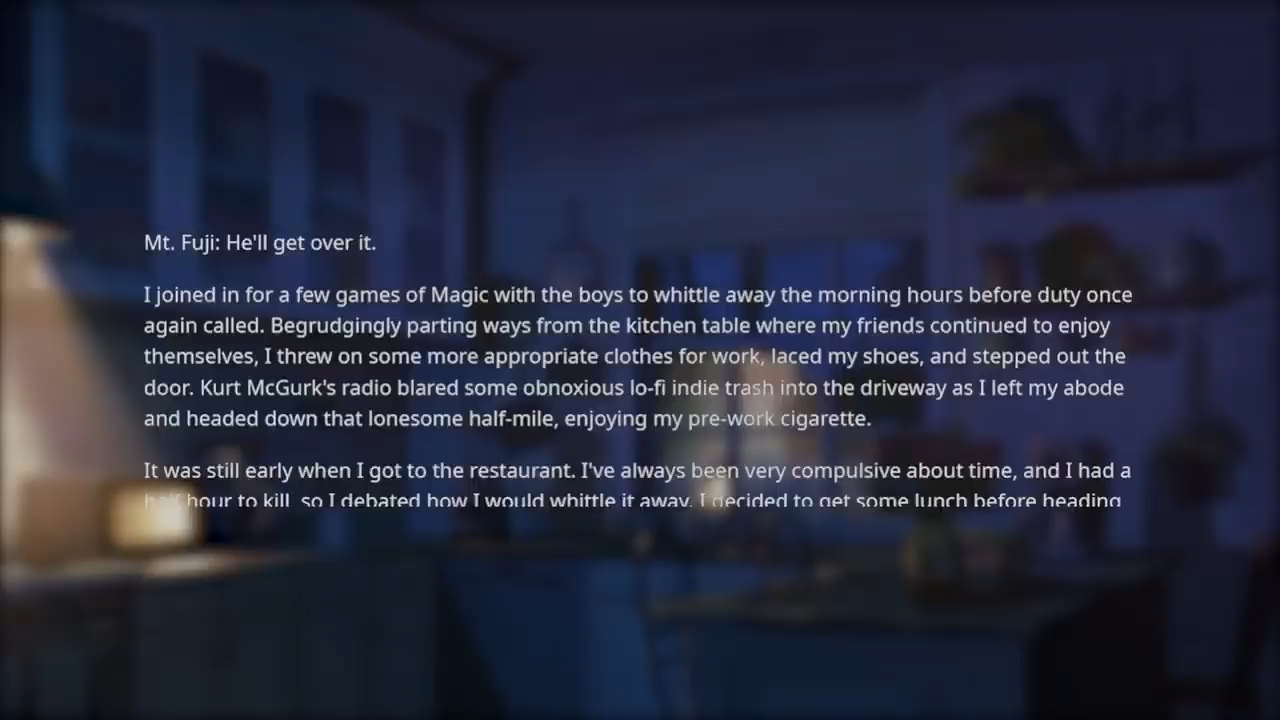 Mt. Fuji: He'll get over it.
I joined in for a few games of Magic with the boys to whittle away the morning hours before duty once
again called. Begrudgingly parting ways from the kitchen table where my friends continued to enjoy
themselves, I threw on some more appropriate clothes for work, laced my shoes, and stepped out the
door. Kurt McGurk's radio blared some obnoxious lo-fi indie trash into the driveway as I left my abode
and headed down that lonesome half-mile, enjoying my pre-work cigarette.
It was still early when I got to the restaurant. I've always been very compulsive about time, and I had a
half hour to kill, so I debated how I would whittle it away. I decided to get some lunch before heading